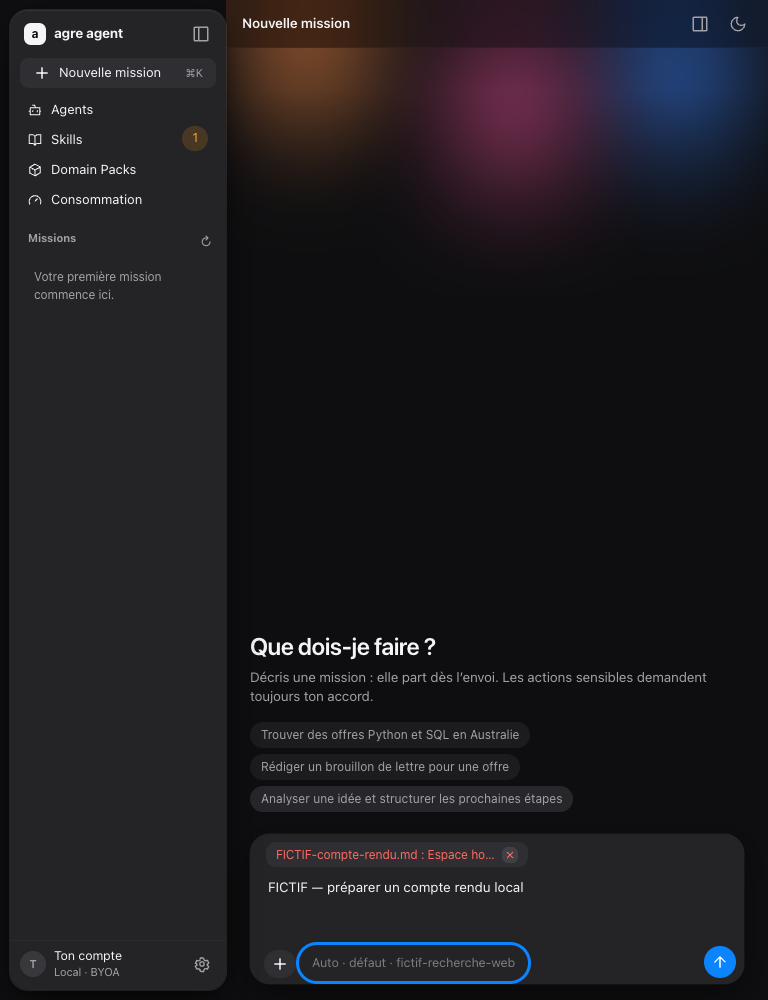 a agre agent
Nouvelle mission ⌘K
Agents
Skills 1
Domain Packs
Consommation
Missions
Votre première mission
commence ici.
T
Ton compte
Local · BYOA
Nouvelle mission
Que dois-je faire ?
Décris une mission : elle part dès l’envoi. Les actions sensibles demandent
toujours ton accord.
Trouver des offres Python et SQL en Australie
Rédiger un brouillon de lettre pour une offre
Analyser une idée et structurer les prochaines étapes
FICTIF-compte-rendu.md : Espace ho…
FICTIF — préparer un compte rendu local
Auto · défaut · fictif-recherche-web